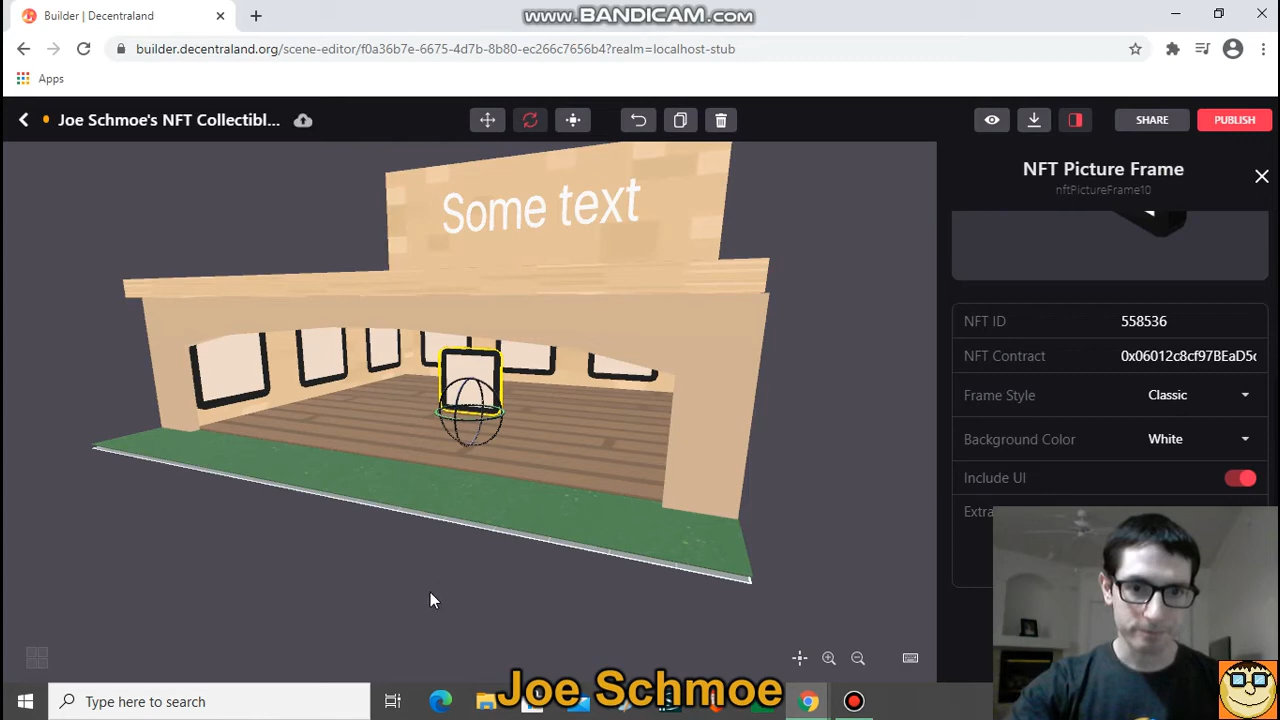 www.BANDICAM.com
Builder | Decentraland
builder.decentraland.org/scene-editor/f0a36b7e-6675-4d7b-8b80-ec266c7656b4?realm=localhost-stub
Apps
Joe Schmoe's NFT Collectibl...
SHARE
PUBLISH
NFT Picture Frame
nftPictureFrame10
Some text
NFT ID
558536
NFT Contract
0x06012c8cf97BEaD5
Frame Style
Classic
Background Color
White
Include UI
Extra
Joe Schmoe
Type here to search